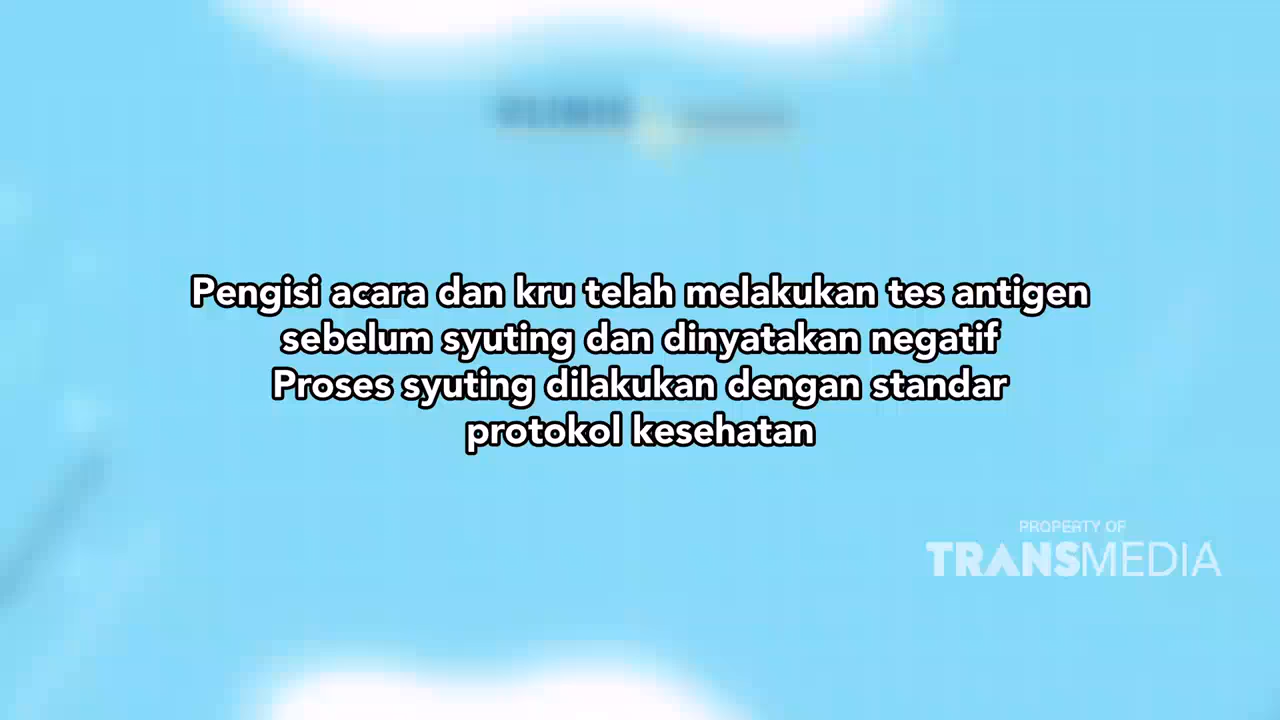 Pengisi acara dan kru telah melakukan tes antigen
sebelum syuting dan dinyatakan negatif
Proses syuting dilakukan dengan standar
protokol kesehatan
PROPERTY OF
TRANSMEDIA